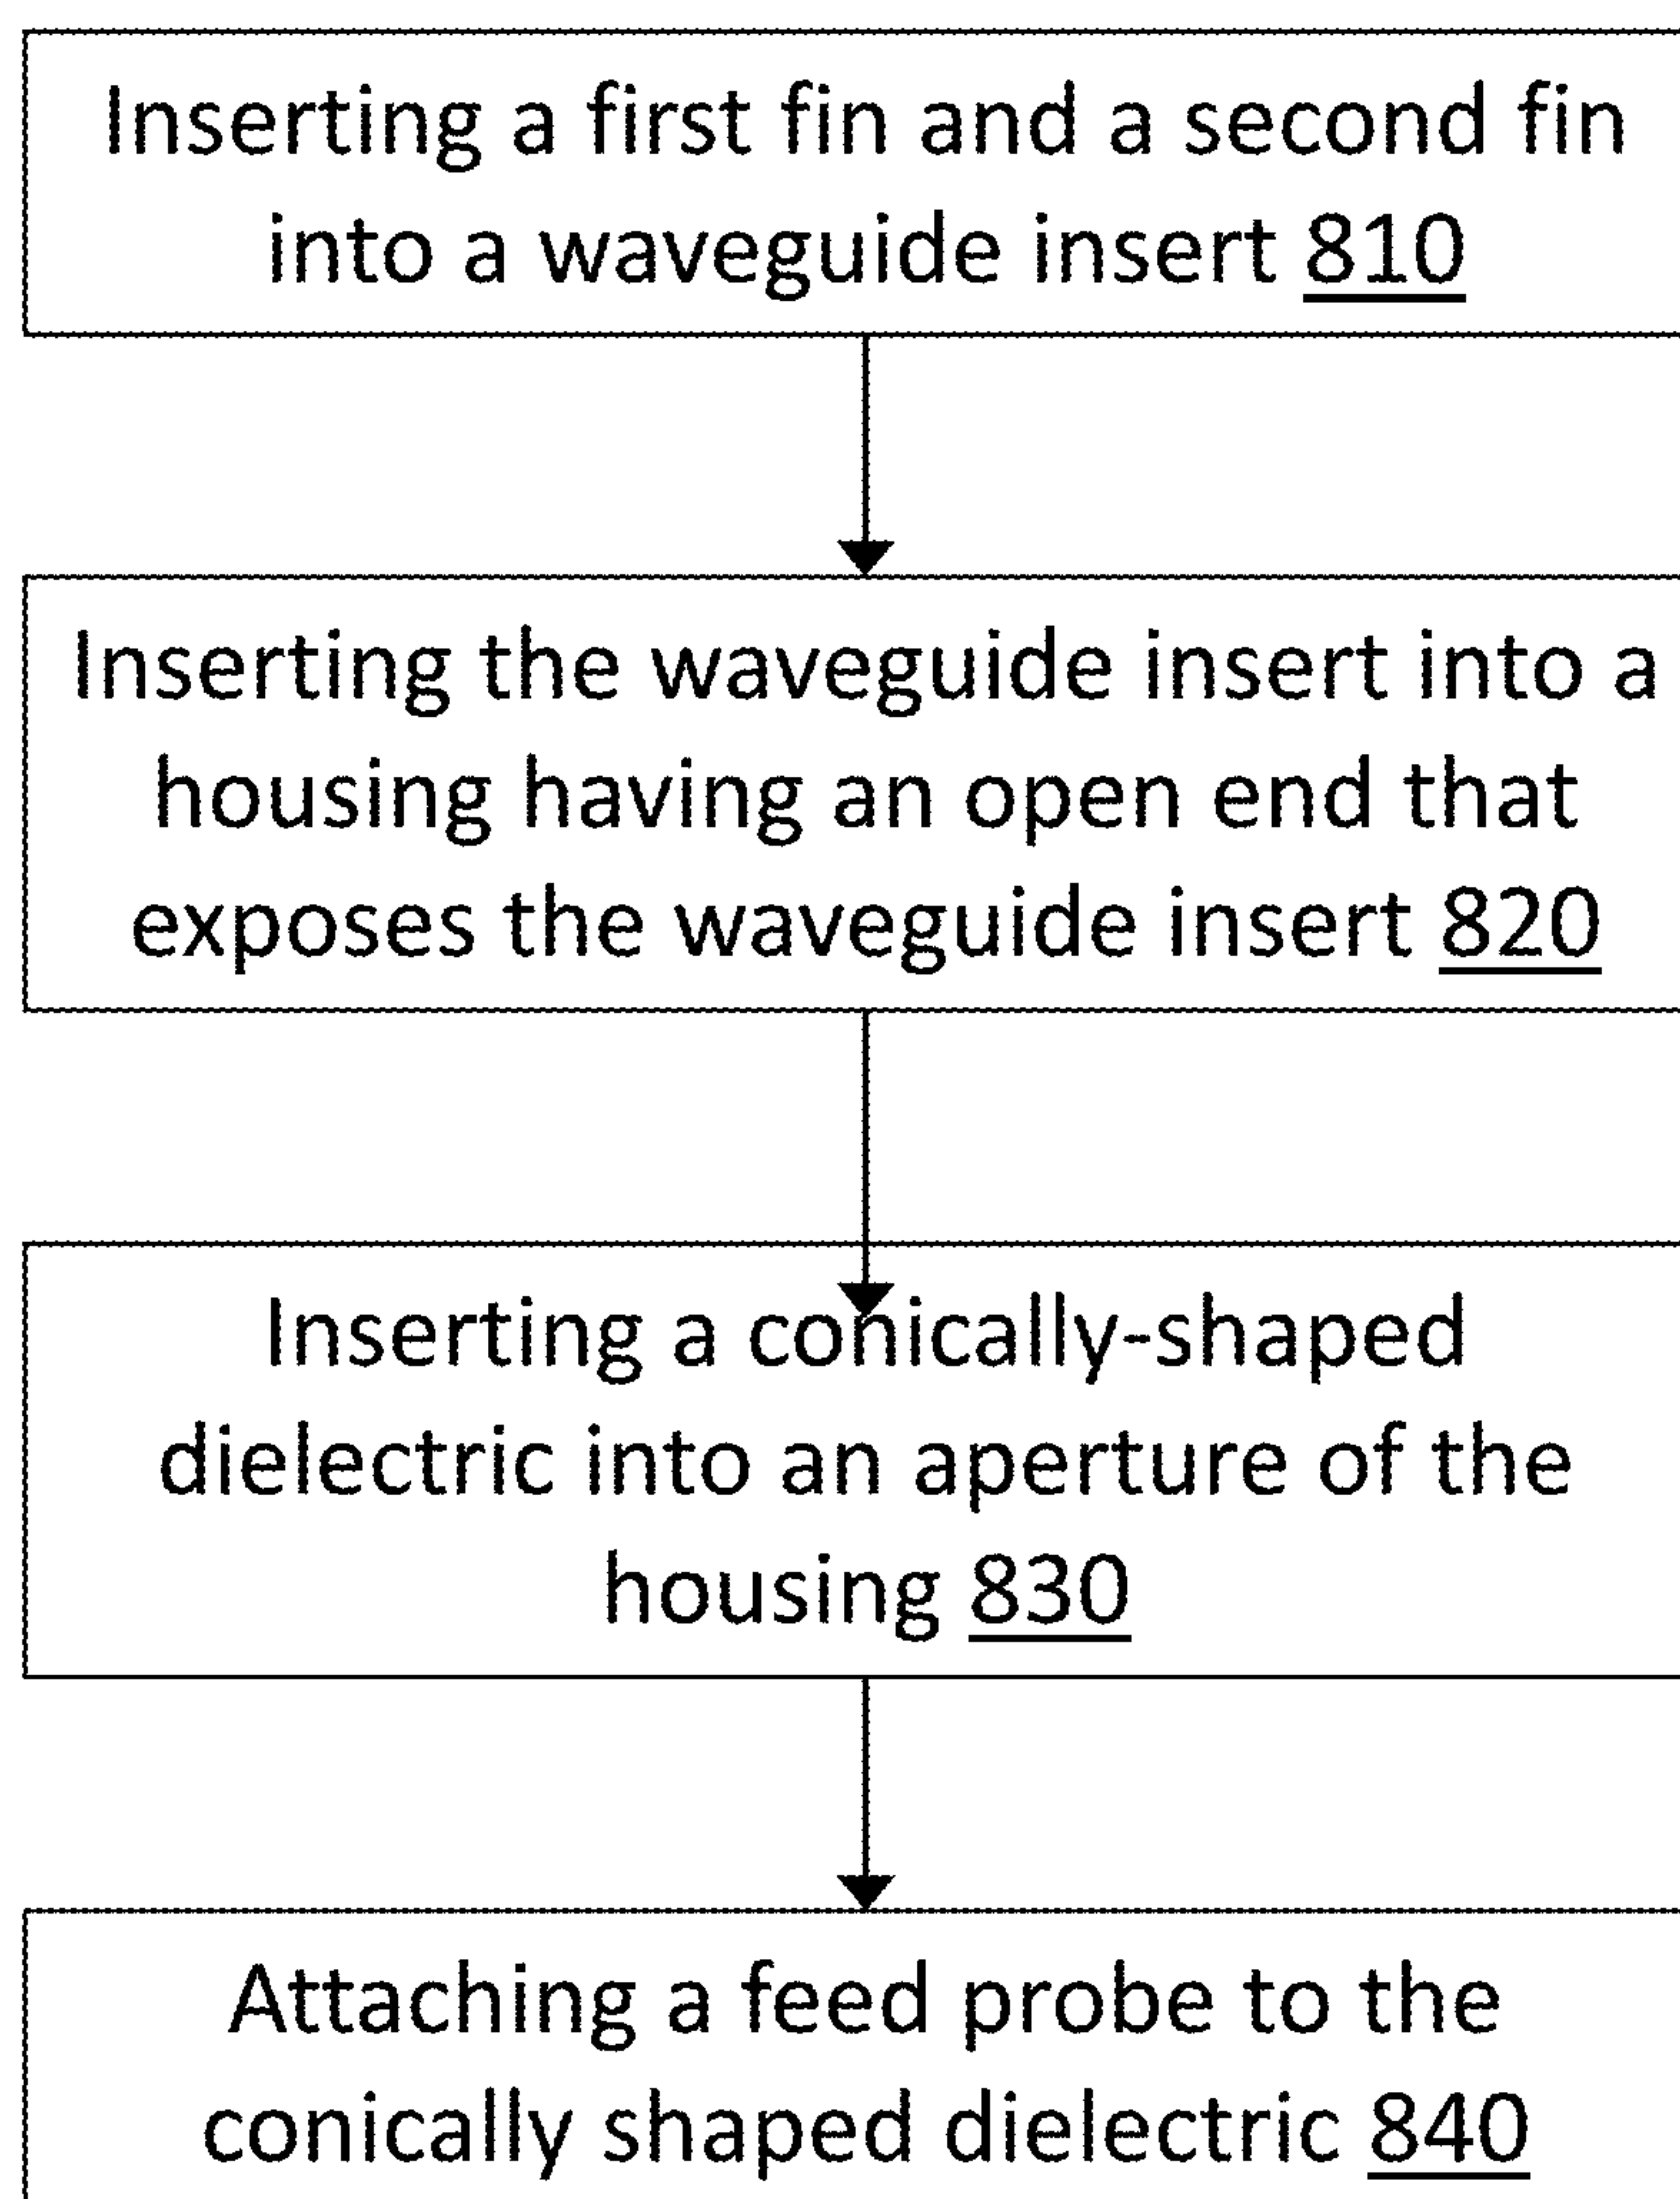 Inserting a first fin and a second fin
into a waveguide insert 810
Inserting the waveguide insert into a
housing having an open end that
exposes the waveguide insert 820
Inserting a conically-shaped
dielectric into an aperture of the
housing 830
Attaching a feed probe to the
conically shaped dielectric 840